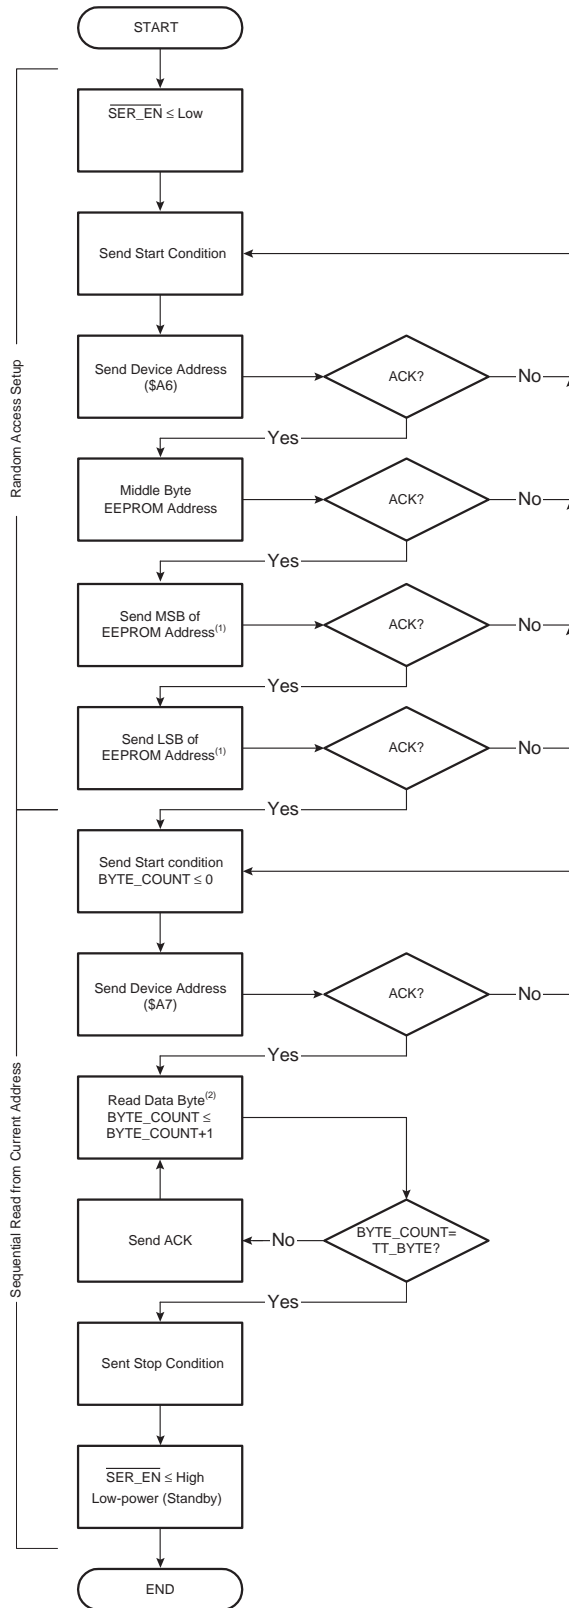 START
SER_EN ≤ Low
Send Start Condition
Send Device Address
($A6)
ACK?
No
Yes
Middle Byte
EEPROM Address
ACK?
No
Yes
Send MSB of
EEPROM Address(1)
ACK?
No
Yes
Send LSB of
EEPROM Address(1)
ACK?
No
Yes
Random Access Setup
Send Start condition
BYTE_COUNT ≤ 0
Send Device Address
($A7)
ACK?
No
Yes
Read Data Byte(2)
BYTE_COUNT ≤
BYTE_COUNT+1
BYTE_COUNT=
TT_BYTE?
No
Send ACK
Yes
Sent Stop Condition
SER_EN ≤ High
Low-power (Standby)
Sequential Read from Current Address
END